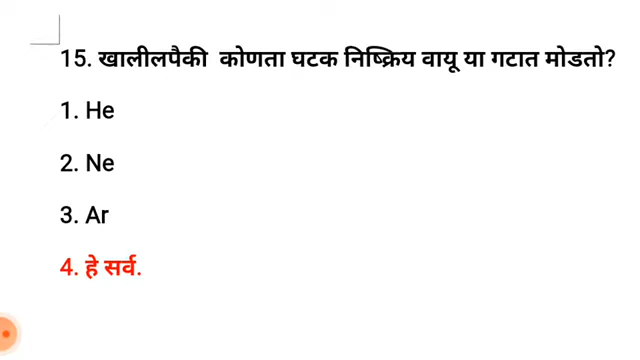 15. खालीलपैकी कोणता घटक निष्क्रिय वायू या गटात मोडतो?
1. He
2. Ne
3. Ar
4. हे सर्व.